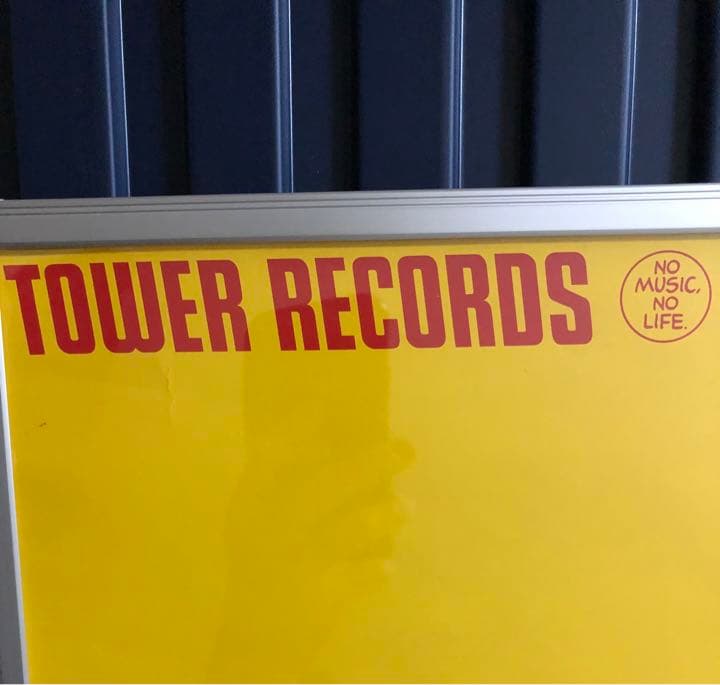 TOWER RECORDS
NO
MUSIC,
NO
LIFE.